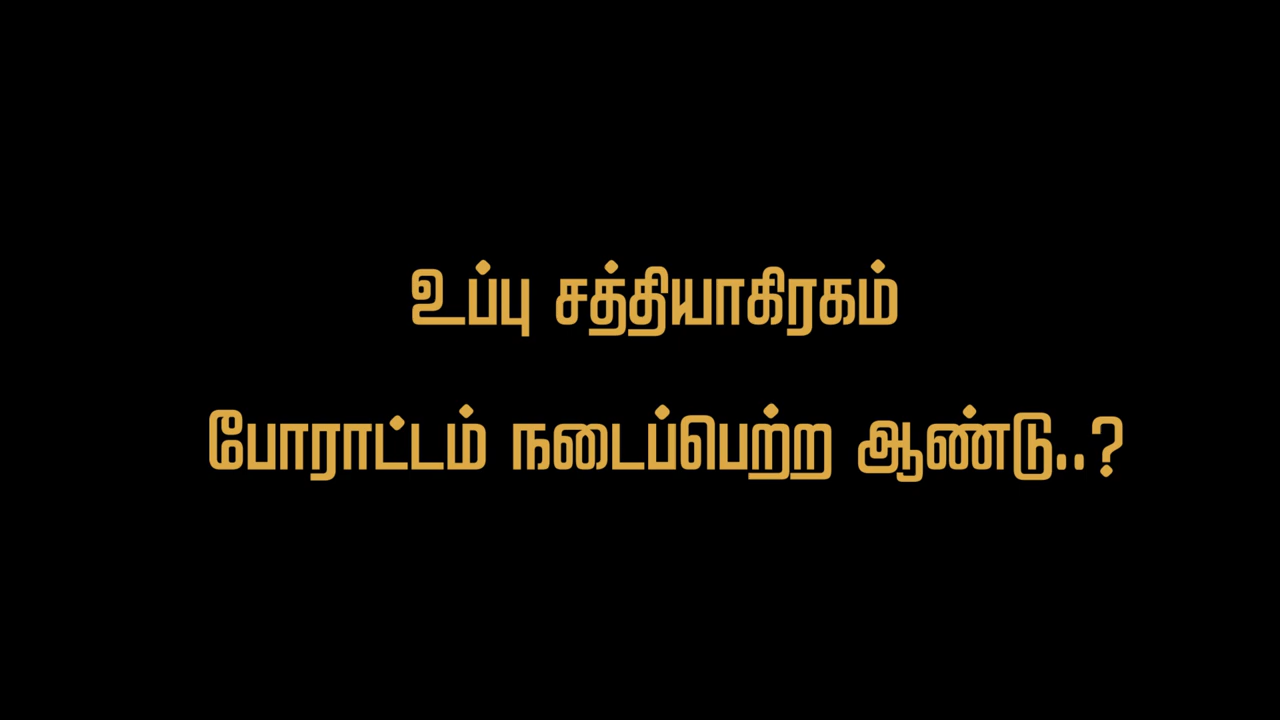 உப்பு சத்தியாகிரகம்
போராட்டம் நடைப்பெற்ற ஆண்டு..?